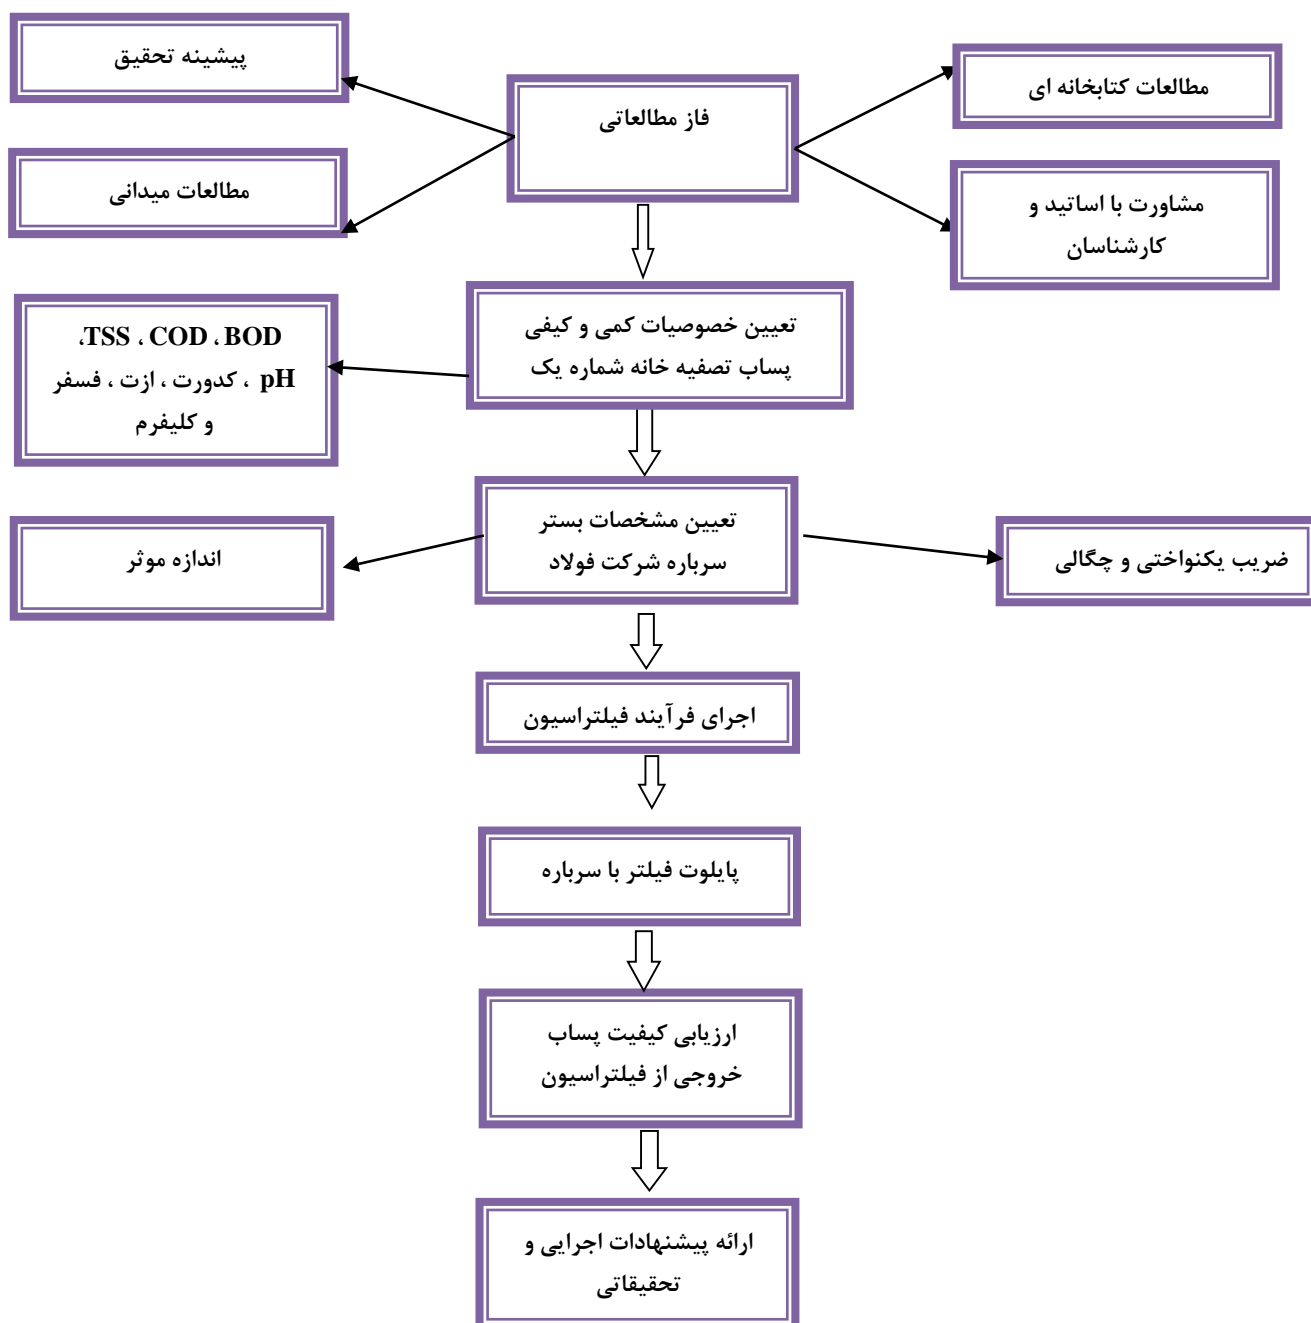 پیشینه تحقیق
مطالعات کتابخانه ای
فاز مطالعاتی
مطالعات میدانی
مشاورت با اساتید و
کارشناسان
تعیین خصوصیات کمی و کیفی
پساب تصفیه خانه شماره یک
BOD ، COD ، TSS،
pH ، کدورت ، ازت ، فسفر
و کلیفرم
تعیین مشخصات بستر
سرباره شرکت فولاد
اندازه موثر
ضریب یکنواختی و چگالی
اجرای فرآیند فیلتراسیون
پایلوت فیلتر با سرباره
ارزیابی کیفیت پساب
خروجی از فیلتراسیون
ارائه پیشنهادات اجرایی و
تحقیقاتی